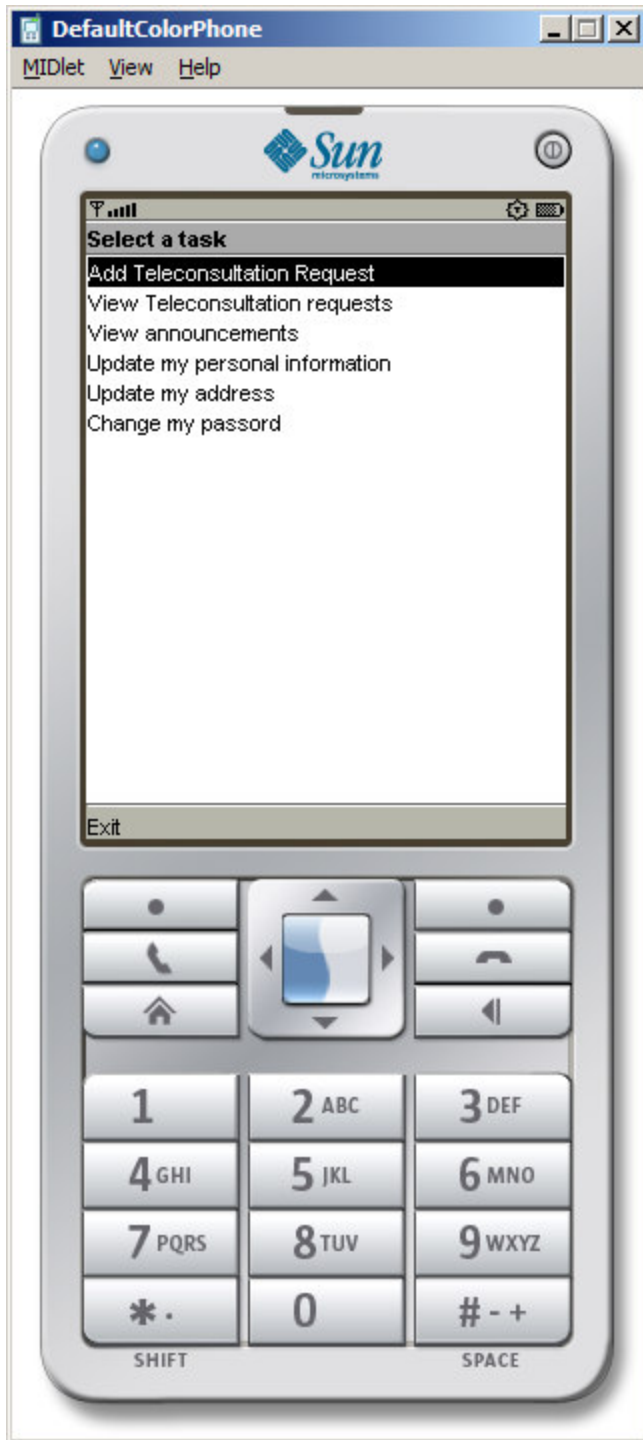 DefaultColorPhone
MIDlet View Help
Sun
microsystems
Select a task
Add Teleconsultation Request
View Teleconsultation requests
View announcements
Update my personal information
Update my address
Change my passord
Exit
1 2 ABC 3 DEF
4 GHI 5 JKL 6 MNO
7 PQRS 8 TUV 9 WXYZ
* . 0 # - +
SHIFT SPACE